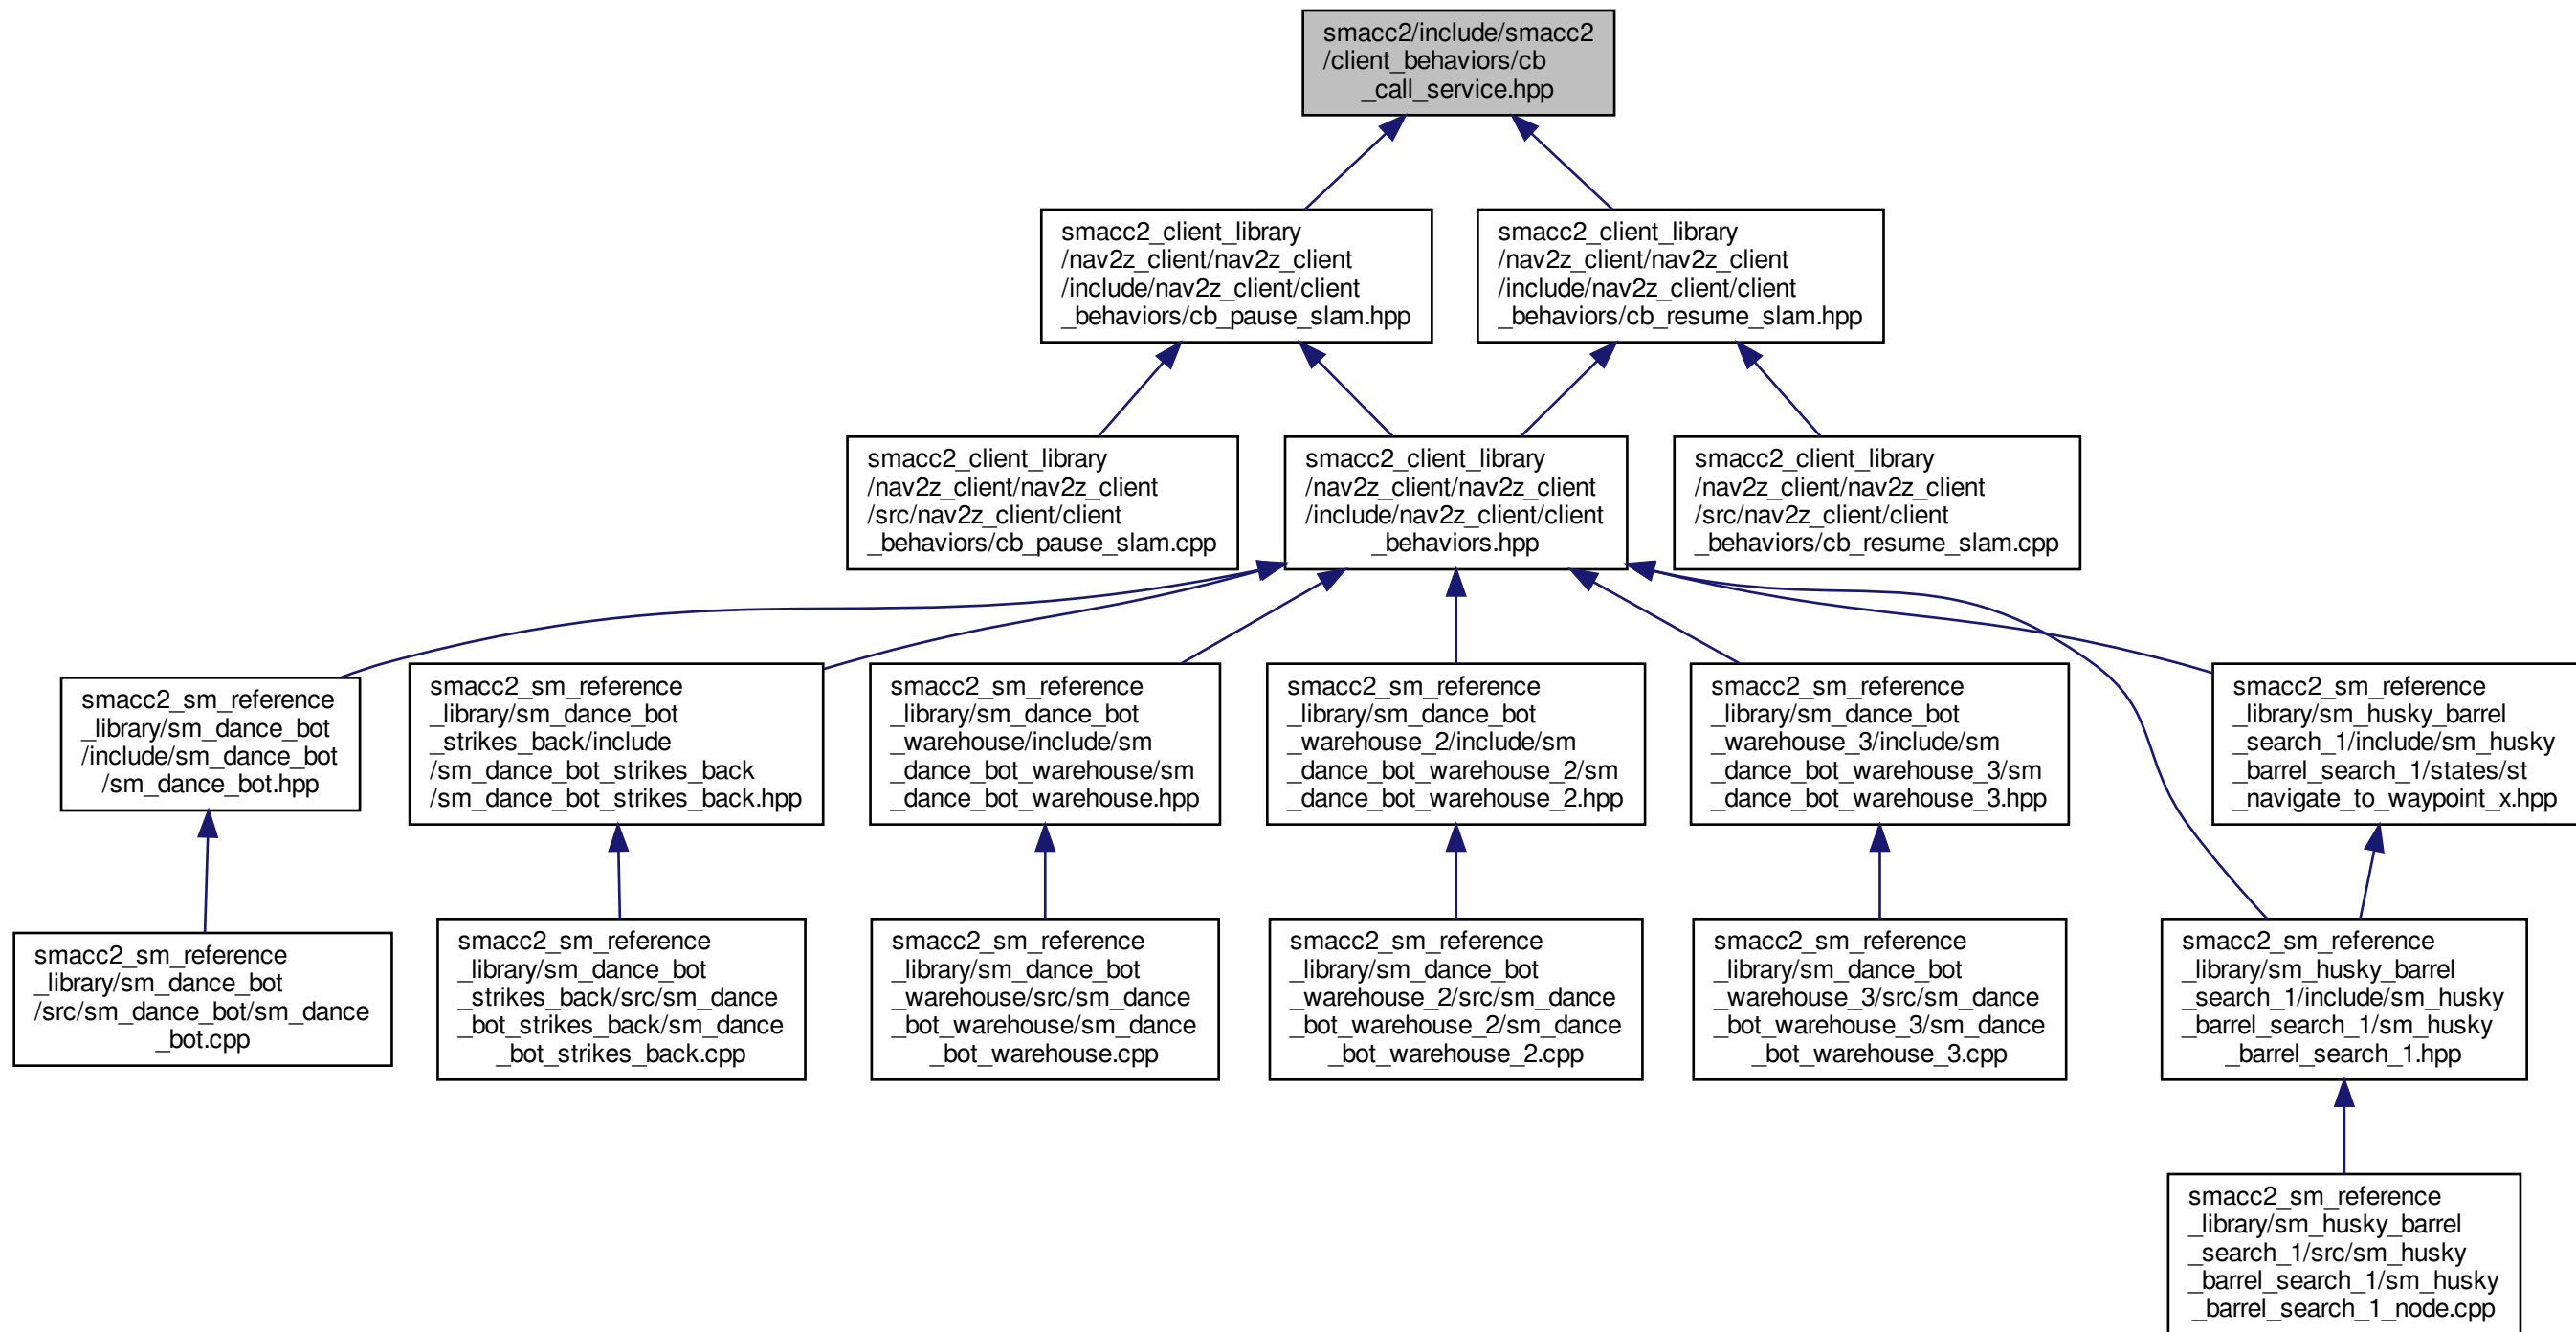 smacc2/include/smacc2
/client_behaviors/cb
_call_service.hpp
smacc2_client_library
/nav2z_client/nav2z_client
/include/nav2z_client/client
_behaviors/cb_pause_slam.hpp
smacc2_client_library
/nav2z_client/nav2z_client
/include/nav2z_client/client
_behaviors/cb_resume_slam.hpp
smacc2_client_library
/nav2z_client/nav2z_client
/src/nav2z_client/client
_behaviors/cb_pause_slam.cpp
smacc2_client_library
/nav2z_client/nav2z_client
/include/nav2z_client/client
_behaviors.hpp
smacc2_client_library
/nav2z_client/nav2z_client
/src/nav2z_client/client
_behaviors/cb_resume_slam.cpp
smacc2_sm_reference
_library/sm_dance_bot
/include/sm_dance_bot
/sm_dance_bot.hpp
smacc2_sm_reference
_library/sm_dance_bot
_strikes_back/include
/sm_dance_bot_strikes_back
/sm_dance_bot_strikes_back.hpp
smacc2_sm_reference
_library/sm_dance_bot
_warehouse/include/sm
_dance_bot_warehouse/sm
_dance_bot_warehouse.hpp
smacc2_sm_reference
_library/sm_dance_bot
_warehouse_2/include/sm
_dance_bot_warehouse_2/sm
_dance_bot_warehouse_2.hpp
smacc2_sm_reference
_library/sm_dance_bot
_warehouse_3/include/sm
_dance_bot_warehouse_3/sm
_dance_bot_warehouse_3.hpp
smacc2_sm_reference
_library/sm_husky_barrel
_search_1/include/sm_husky
_barrel_search_1/states/st
_navigate_to_waypoint_x.hpp
smacc2_sm_reference
_library/sm_dance_bot
/src/sm_dance_bot/sm_dance
_bot.cpp
smacc2_sm_reference
_library/sm_dance_bot
_strikes_back/src/sm_dance
_bot_strikes_back/sm_dance
_bot_strikes_back.cpp
smacc2_sm_reference
_library/sm_dance_bot
_warehouse/src/sm_dance
_bot_warehouse/sm_dance
_bot_warehouse.cpp
smacc2_sm_reference
_library/sm_dance_bot
_warehouse_2/src/sm_dance
_bot_warehouse_2/sm_dance
_bot_warehouse_2.cpp
smacc2_sm_reference
_library/sm_dance_bot
_warehouse_3/src/sm_dance
_bot_warehouse_3/sm_dance
_bot_warehouse_3.cpp
smacc2_sm_reference
_library/sm_husky_barrel
_search_1/include/sm_husky
_barrel_search_1/sm_husky
_barrel_search_1.hpp
smacc2_sm_reference
_library/sm_husky_barrel
_search_1/src/sm_husky
_barrel_search_1/sm_husky
_barrel_search_1_node.cpp